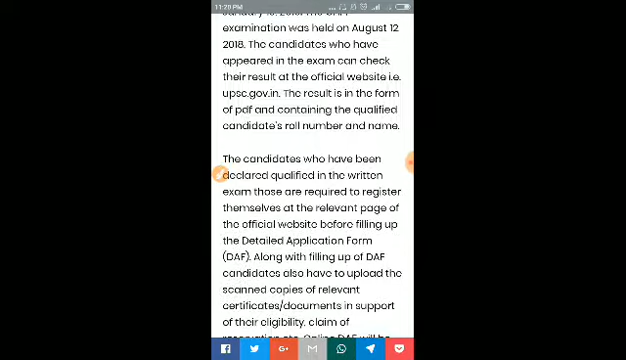 11:20 PM
examination was held on August 12
2018. The candidates who have
appeared in the exam can check
their result at the official website i.e.
upsc.gov.in. The result is in the form
of pdf and containing the qualified
candidate's roll number and name.
The candidates who have been
declared qualified in the written
exam those are required to register
themselves at the relevant page of
the official website before filling up
the Detailed Application Form
(DAF). Along with filling up of DAF
candidates also have to upload the
scanned copies of relevant
certificates/documents in support
of their eligibility, claim of